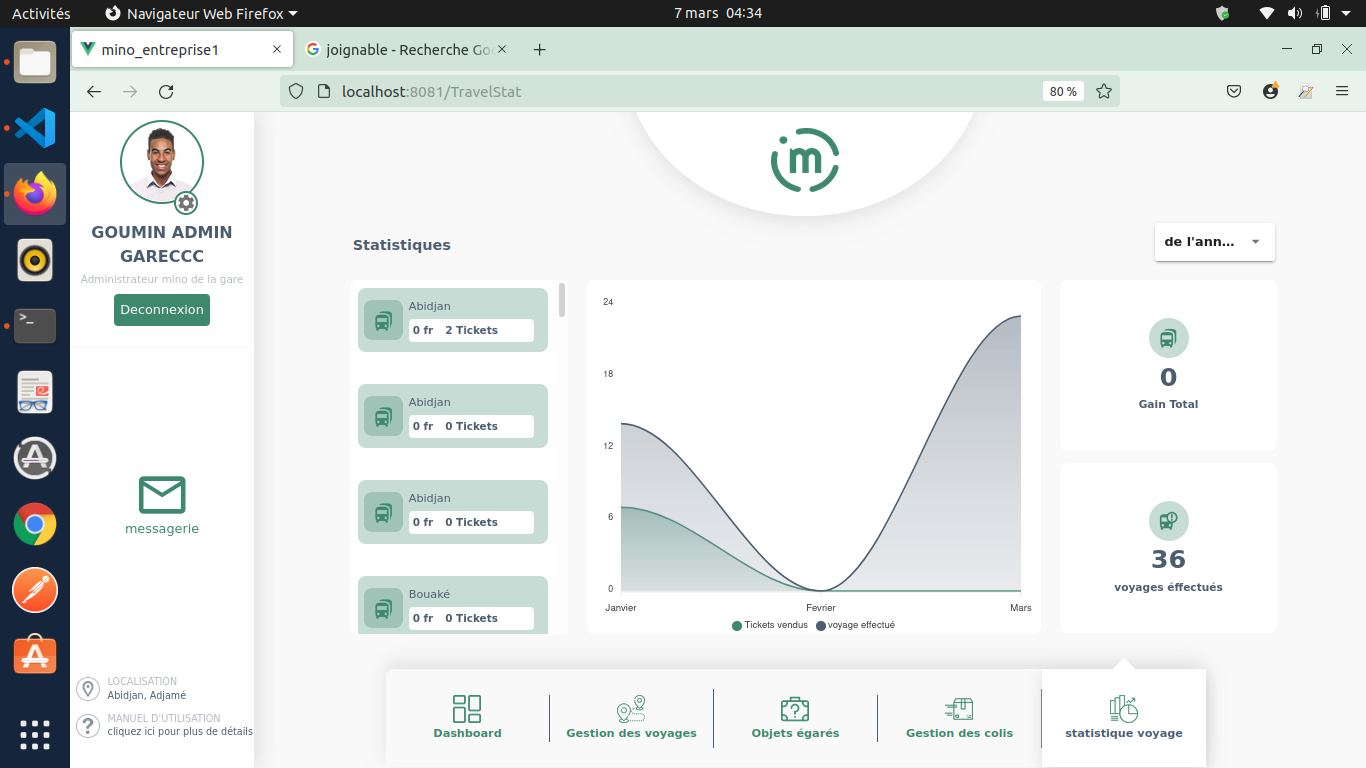 Activités
Navigateur Web Firefox
7 mars 04:34
mino_entreprise1
joignable - Recherche Goo
localhost:8081/TravelStat
80 %
GOUMIN ADMIN
GARECCC
Administrateur mino de la gare
Deconnexion
messagerie
LOCALISATION
Abidjan, Adjamé
MANUEL D'UTILISATION
cliquez ici pour plus de détails
im
Statistiques
de l'ann...
Abidjan
0 fr 2 Tickets
Abidjan
0 fr 0 Tickets
Abidjan
0 fr 0 Tickets
Bouaké
0 fr 0 Tickets
24
18
12
6
0
Janvier
Fevrier
Mars
Tickets vendus
voyage effectué
0
Gain Total
36
voyages éffectués
Dashboard
Gestion des voyages
Objets égarés
Gestion des colis
statistique voyage